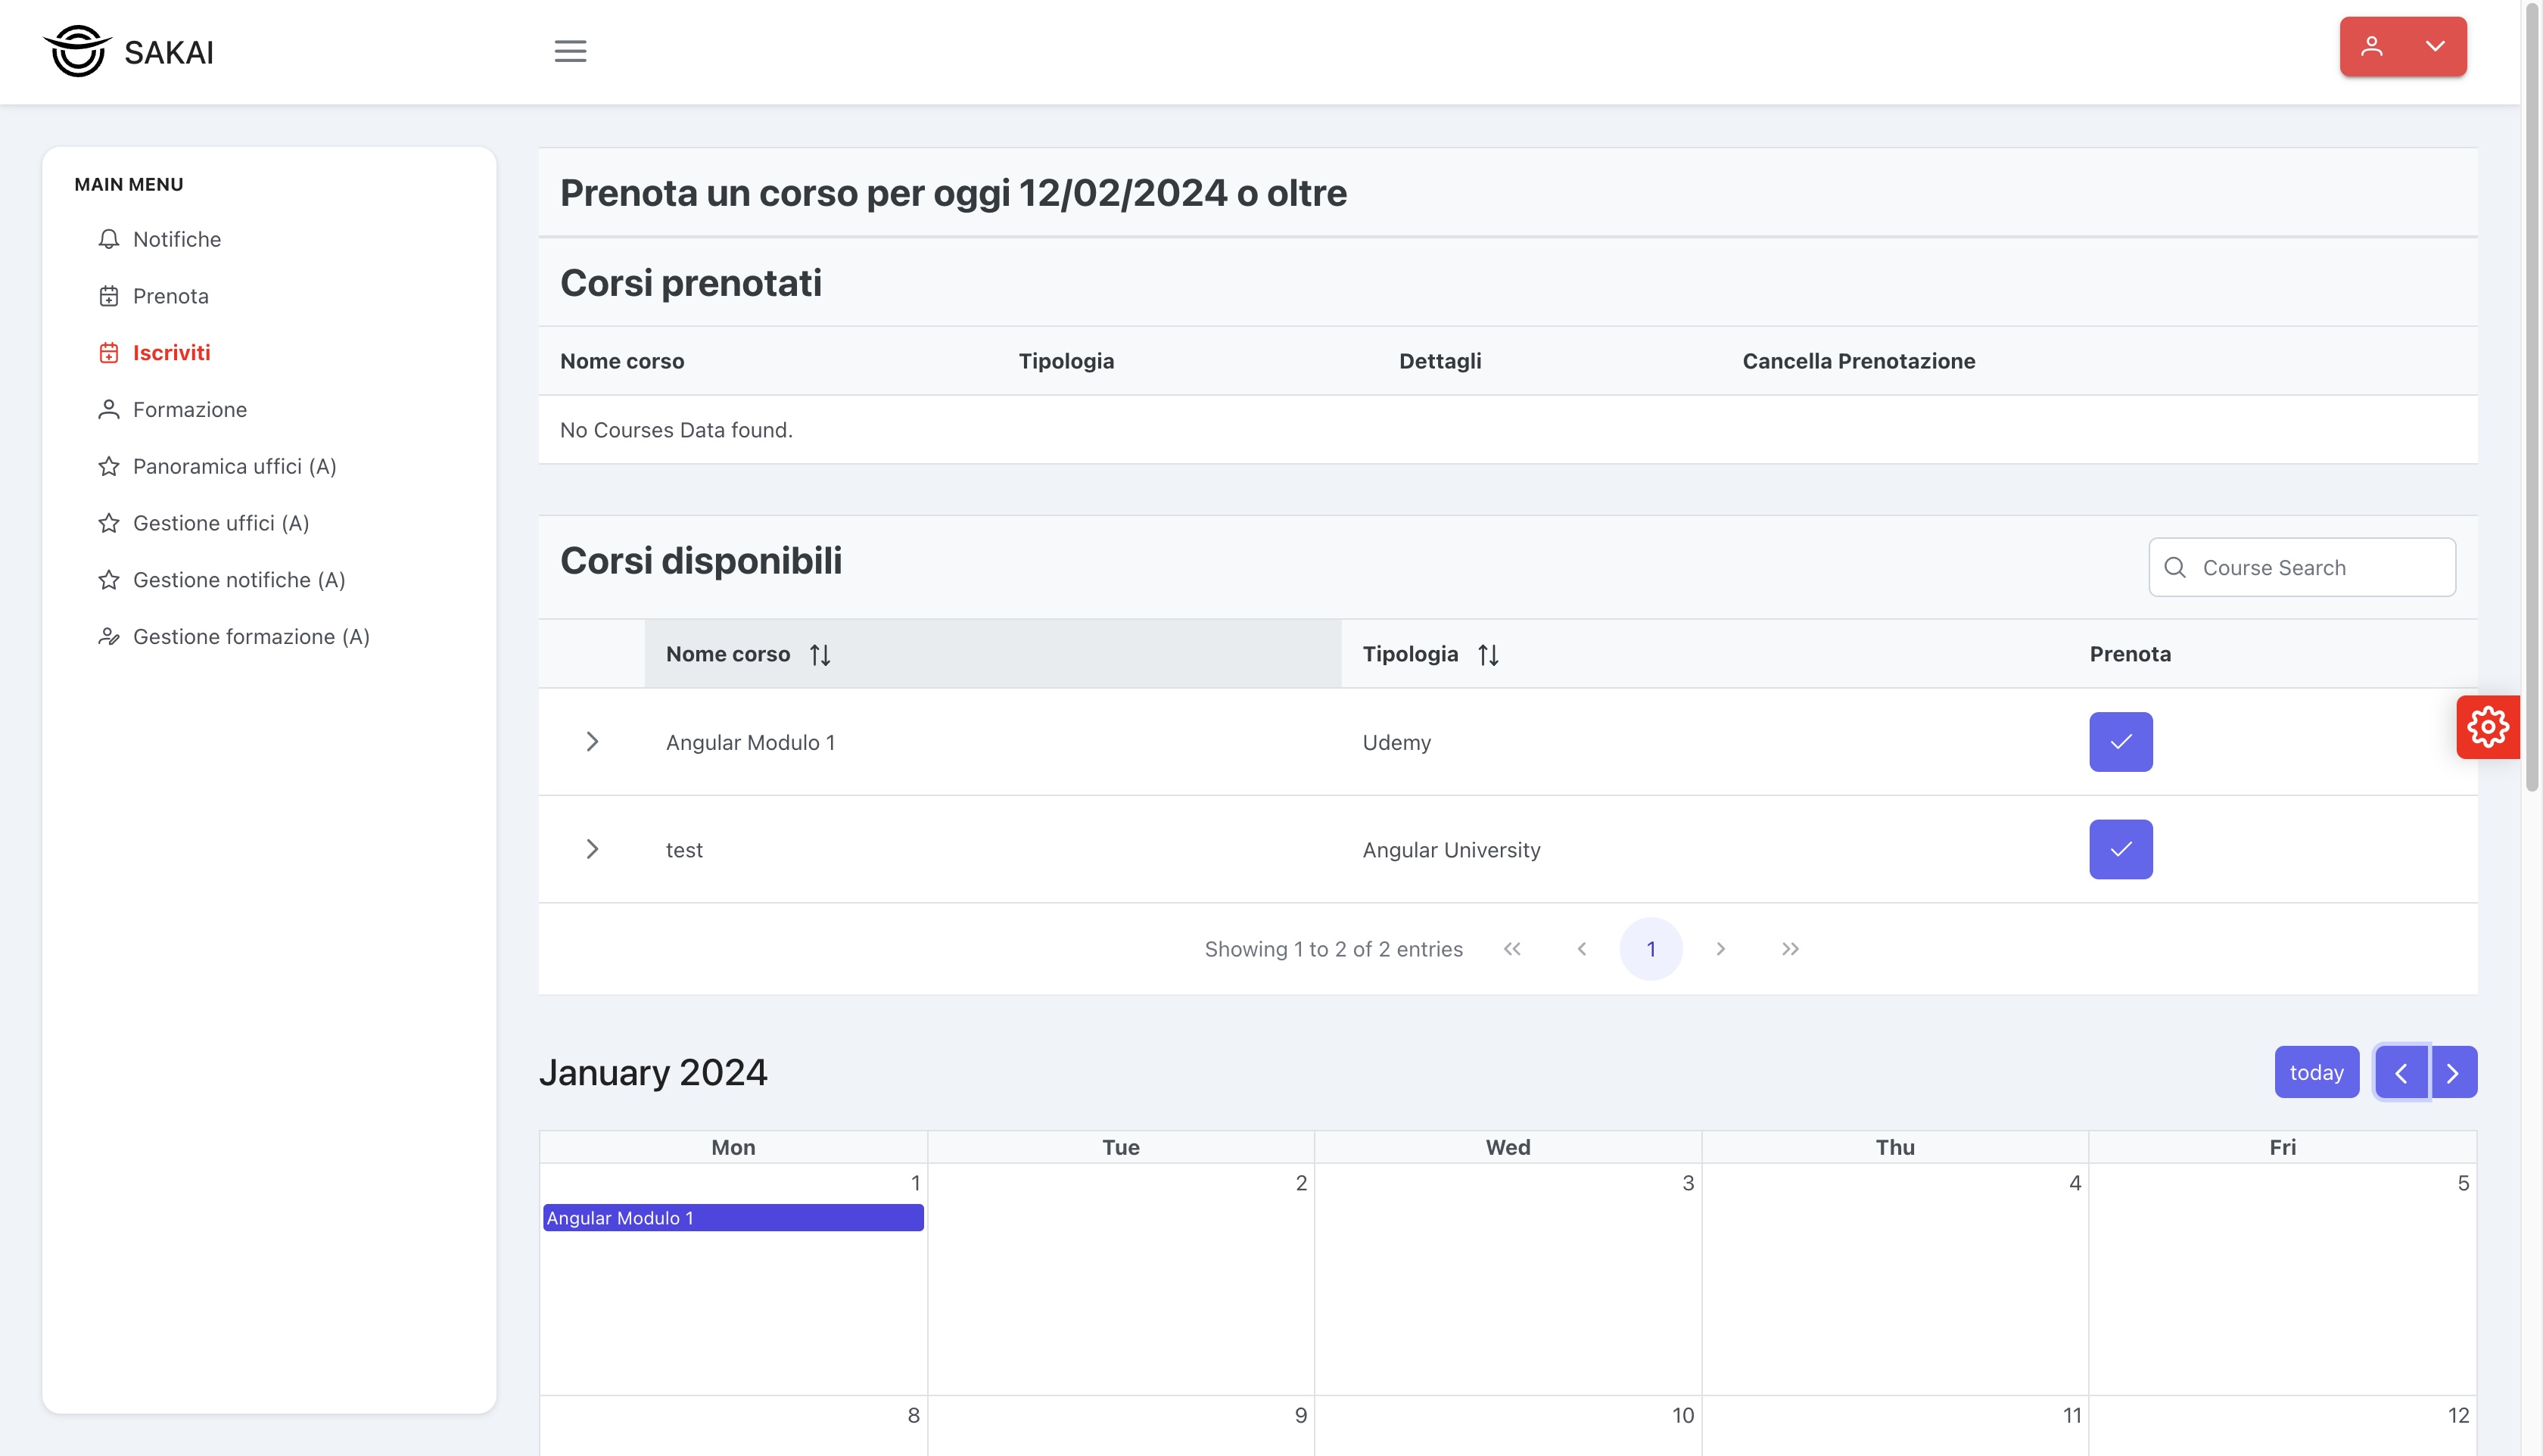 SAKAI
MAIN MENU
Notifiche
Prenota
Iscriviti
Formazione
Panoramica uffici (A)
Gestione uffici (A)
Gestione notifiche (A)
Gestione formazione (A)
Prenota un corso per oggi 12/02/2024 o oltre
Corsi prenotati
Nome corso Tipologia Dettagli Cancella Prenotazione
No Courses Data found.
Corsi disponibili
Course Search
Nome corso Tipologia Prenota
Angular Modulo 1 Udemy
test Angular University
Showing 1 to 2 of 2 entries 1
January 2024 today
Mon Tue Wed Thu Fri
1 2 3 4 5
Angular Modulo 1
8 9 10 11 12